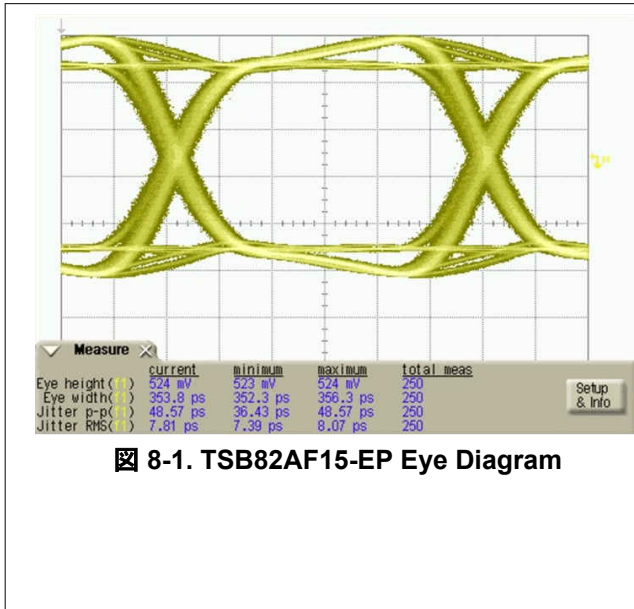 Measure
current minimum maximum total meas
Eye height(f1) 524 mV 523 mV 524 mV 250
Eye width(f1) 353.8 ps 352.3 ps 356.3 ps 250
Jitter p-p(f1) 48.57 ps 36.43 ps 48.57 ps 250
Jitter RMS(f1) 7.81 ps 7.39 ps 8.07 ps 250
Setup
& Info
図 8-1. TSB82AF15-EP Eye Diagram